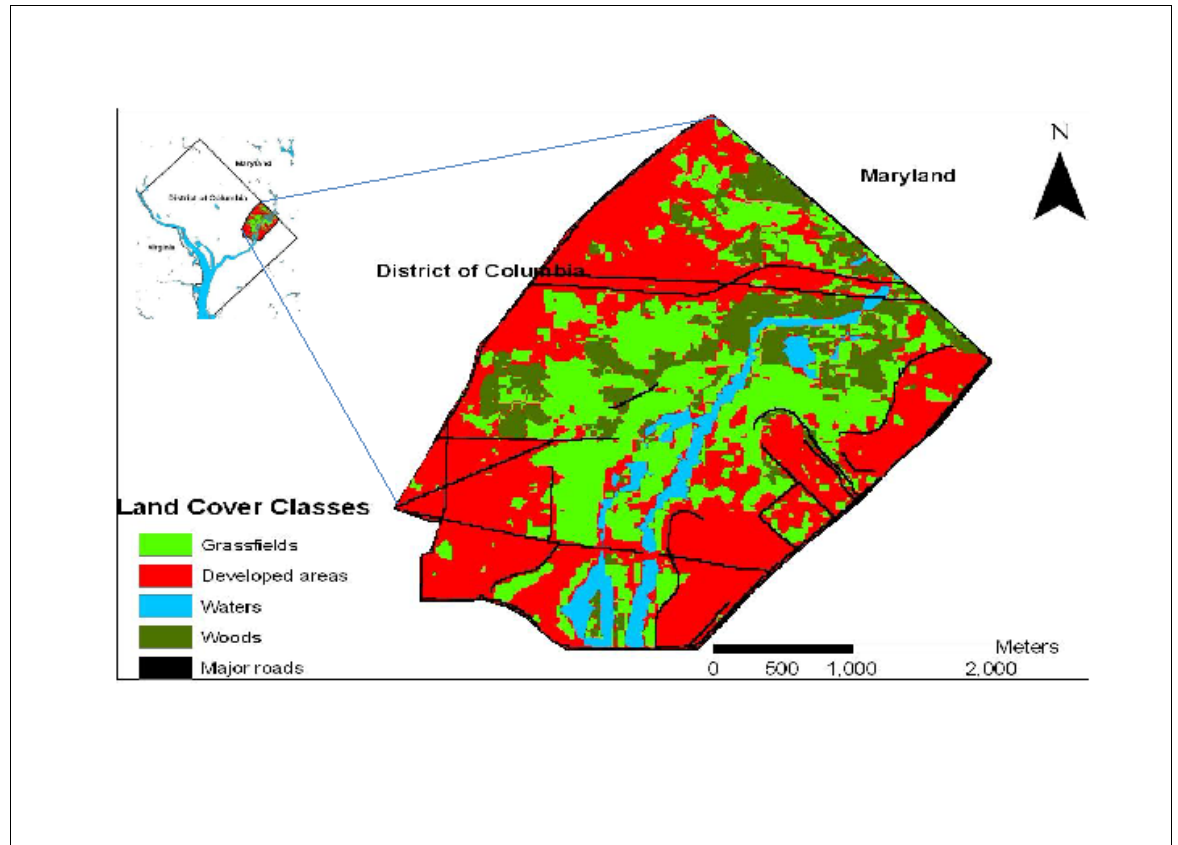 N
Maryland
Maryland
District of Columbia
Virginia
District of Columbia
Land Cover Classes
Grassfields
Developed areas
Waters
Woods
Major roads
Meters
0 500 1,000 2,000